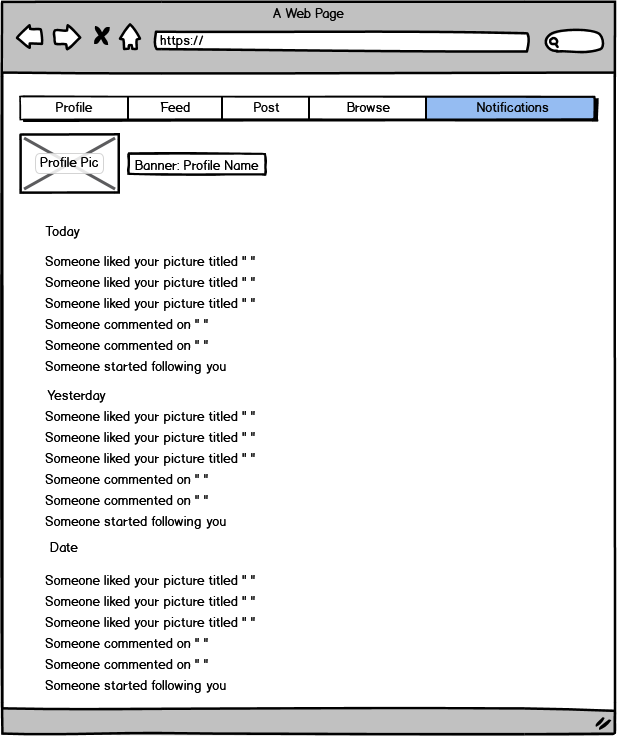 A Web Page
https://
Profile Feed Post Browse Notifications
Profile Pic
Banner: Profile Name
Today
Someone liked your picture titled " "
Someone liked your picture titled " "
Someone liked your picture titled " "
Someone commented on " "
Someone commented on " "
Someone started following you
Yesterday
Someone liked your picture titled " "
Someone liked your picture titled " "
Someone liked your picture titled " "
Someone commented on " "
Someone commented on " "
Someone started following you
Date
Someone liked your picture titled " "
Someone liked your picture titled " "
Someone liked your picture titled " "
Someone commented on " "
Someone commented on " "
Someone started following you